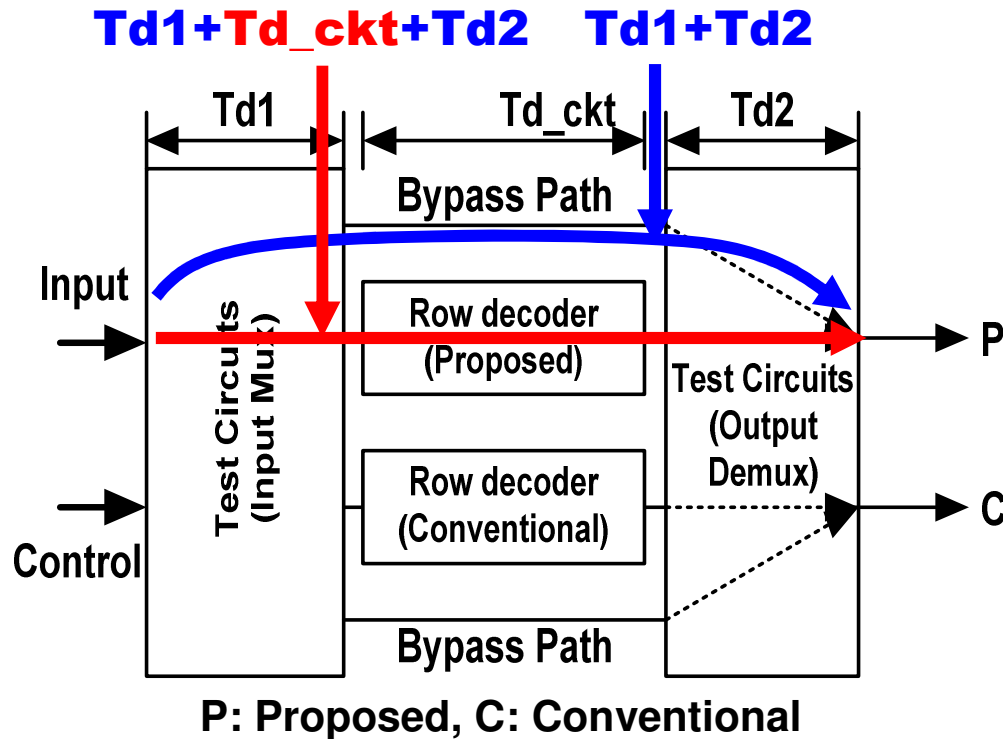 Td1+Td_ckt+Td2 Td1+Td2
Td1 Td_ckt Td2
Bypass Path
Input
Row decoder
(Proposed)
P
Test Circuits
(Input Mux)
Test Circuits
(Output
Demux)
Row decoder
(Conventional)
C
Control
Bypass Path
P: Proposed, C: Conventional